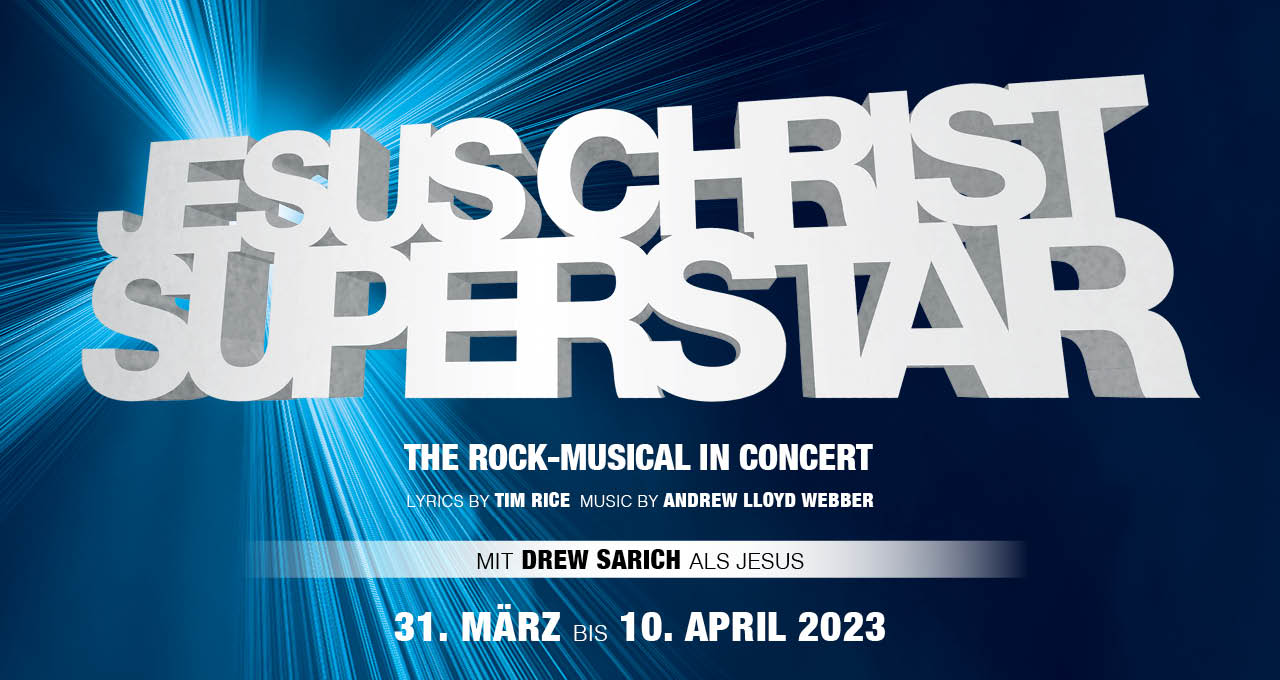 JESUS CHRIST
SUPERSTAR
THE ROCK-MUSICAL IN CONCERT
LYRICS BY TIM RICE MUSIC BY ANDREW LLOYD WEBBER
MIT DREW SARICH ALS JESUS
31. MÄRZ BIS 10. APRIL 2023